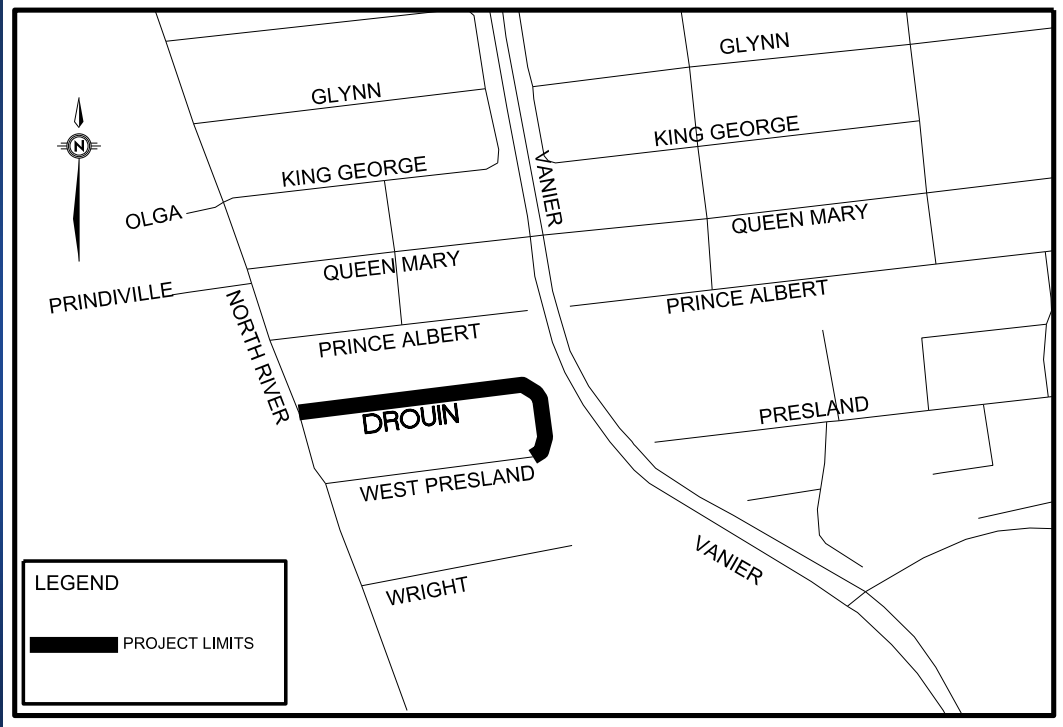 GLYNN
GLYNN
KING GEORGE
N
KING GEORGE
VANIER
OLGA
QUEEN MARY
QUEEN MARY
PRINDIVILLE
PRINCE ALBERT
NORTH RIVER
PRINCE ALBERT
DROUIN
PRESLAND
WEST PRESLAND
VANIER
WRIGHT
LEGEND
PROJECT LIMITS